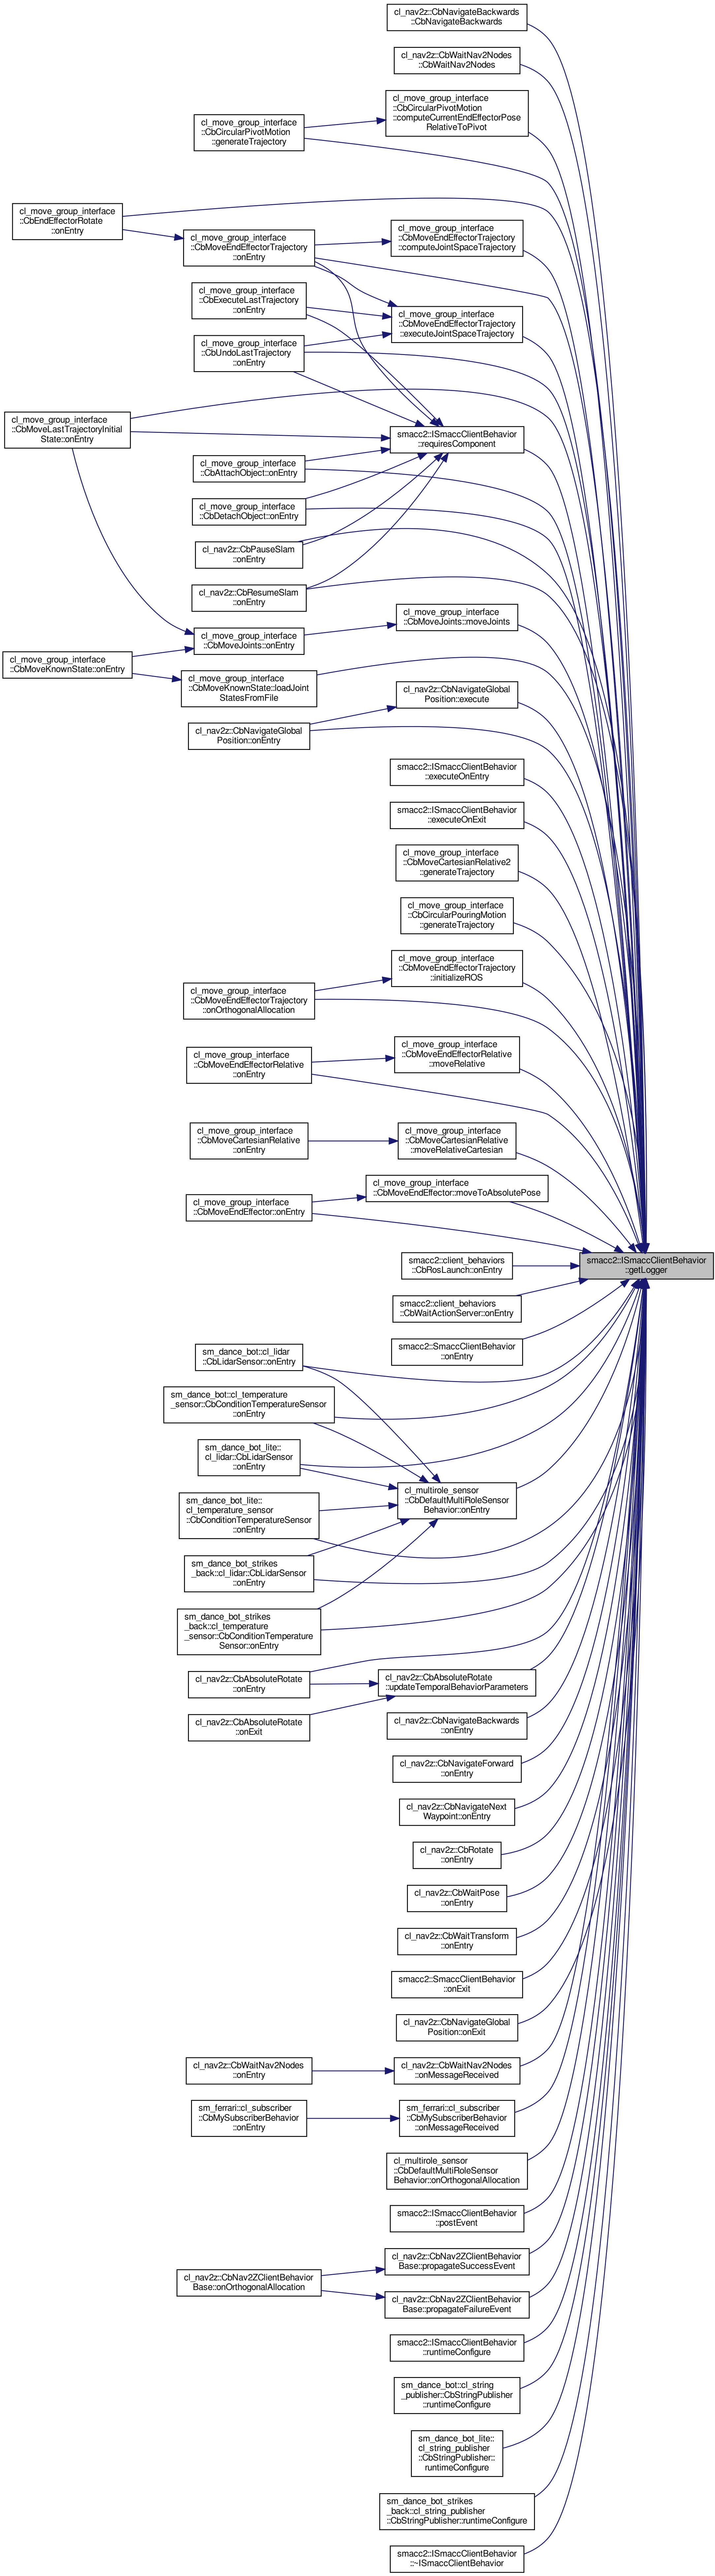 cl_nav2z::CbNavigateBackwards
::CbNavigateBackwards
cl_nav2z::CbWaitNav2Nodes
::CbWaitNav2Nodes
cl_move_group_interface
::CbCircularPivotMotion
::computeCurrentEndEffectorPose
RelativeToPivot
cl_move_group_interface
::CbCircularPivotMotion
::generateTrajectory
cl_move_group_interface
::CbEndEffectorRotate
::onEntry
cl_move_group_interface
::CbMoveEndEffectorTrajectory
::onEntry
cl_move_group_interface
::CbMoveEndEffectorTrajectory
::computeJointSpaceTrajectory
cl_move_group_interface
::CbExecuteLastTrajectory
::onEntry
cl_move_group_interface
::CbMoveEndEffectorTrajectory
::executeJointSpaceTrajectory
cl_move_group_interface
::CbUndoLastTrajectory
::onEntry
cl_move_group_interface
::CbMoveLastTrajectoryInitial
State::onEntry
smacc2::ISmaccClientBehavior
::requiresComponent
cl_move_group_interface
::CbAttachObject::onEntry
cl_move_group_interface
::CbDetachObject::onEntry
cl_nav2z::CbPauseSlam
::onEntry
cl_nav2z::CbResumeSlam
::onEntry
cl_move_group_interface
::CbMoveJoints::moveJoints
cl_move_group_interface
::CbMoveJoints::onEntry
cl_move_group_interface
::CbMoveKnownState::onEntry
cl_move_group_interface
::CbMoveKnownState::loadJoint
StatesFromFile
cl_nav2z::CbNavigateGlobal
Position::execute
cl_nav2z::CbNavigateGlobal
Position::onEntry
smacc2::ISmaccClientBehavior
::executeOnEntry
smacc2::ISmaccClientBehavior
::executeOnExit
cl_move_group_interface
::CbMoveCartesianRelative2
::generateTrajectory
cl_move_group_interface
::CbCircularPouringMotion
::generateTrajectory
cl_move_group_interface
::CbMoveEndEffectorTrajectory
::initializeROS
cl_move_group_interface
::CbMoveEndEffectorTrajectory
::onOrthogonalAllocation
cl_move_group_interface
::CbMoveEndEffectorRelative
::moveRelative
cl_move_group_interface
::CbMoveEndEffectorRelative
::onEntry
cl_move_group_interface
::CbMoveCartesianRelative
::moveRelativeCartesian
cl_move_group_interface
::CbMoveCartesianRelative
::onEntry
cl_move_group_interface
::CbMoveEndEffector::moveToAbsolutePose
cl_move_group_interface
::CbMoveEndEffector::onEntry
smacc2::ISmaccClientBehavior
::getLogger
smacc2::client_behaviors
::CbRosLaunch::onEntry
smacc2::client_behaviors
::CbWaitActionServer::onEntry
smacc2::SmaccClientBehavior
::onEntry
sm_dance_bot::cl_lidar
::CbLidarSensor::onEntry
sm_dance_bot::cl_temperature
_sensor::CbConditionTemperatureSensor
::onEntry
sm_dance_bot_lite::
cl_lidar::CbLidarSensor
::onEntry
cl_multirole_sensor
::CbDefaultMultiRoleSensor
Behavior::onEntry
sm_dance_bot_lite::
cl_temperature_sensor
::CbConditionTemperatureSensor
::onEntry
sm_dance_bot_strikes
_back::cl_lidar::CbLidarSensor
::onEntry
sm_dance_bot_strikes
_back::cl_temperature
_sensor::CbConditionTemperature
Sensor::onEntry
cl_nav2z::CbAbsoluteRotate
::onEntry
cl_nav2z::CbAbsoluteRotate
::updateTemporalBehaviorParameters
cl_nav2z::CbAbsoluteRotate
::onExit
cl_nav2z::CbNavigateBackwards
::onEntry
cl_nav2z::CbNavigateForward
::onEntry
cl_nav2z::CbNavigateNext
Waypoint::onEntry
cl_nav2z::CbRotate
::onEntry
cl_nav2z::CbWaitPose
::onEntry
cl_nav2z::CbWaitTransform
::onEntry
smacc2::SmaccClientBehavior
::onExit
cl_nav2z::CbNavigateGlobal
Position::onExit
cl_nav2z::CbWaitNav2Nodes
::onEntry
cl_nav2z::CbWaitNav2Nodes
::onMessageReceived
sm_ferrari::cl_subscriber
::CbMySubscriberBehavior
::onEntry
sm_ferrari::cl_subscriber
::CbMySubscriberBehavior
::onMessageReceived
cl_multirole_sensor
::CbDefaultMultiRoleSensor
Behavior::onOrthogonalAllocation
smacc2::ISmaccClientBehavior
::postEvent
cl_nav2z::CbNav2ZClientBehavior
Base::propagateSuccessEvent
cl_nav2z::CbNav2ZClientBehavior
Base::onOrthogonalAllocation
cl_nav2z::CbNav2ZClientBehavior
Base::propagateFailureEvent
smacc2::ISmaccClientBehavior
::runtimeConfigure
sm_dance_bot::cl_string
_publisher::CbStringPublisher
::runtimeConfigure
sm_dance_bot_lite::
cl_string_publisher
::CbStringPublisher::
runtimeConfigure
sm_dance_bot_strikes
_back::cl_string_publisher
::CbStringPublisher::runtimeConfigure
smacc2::ISmaccClientBehavior
::~ISmaccClientBehavior